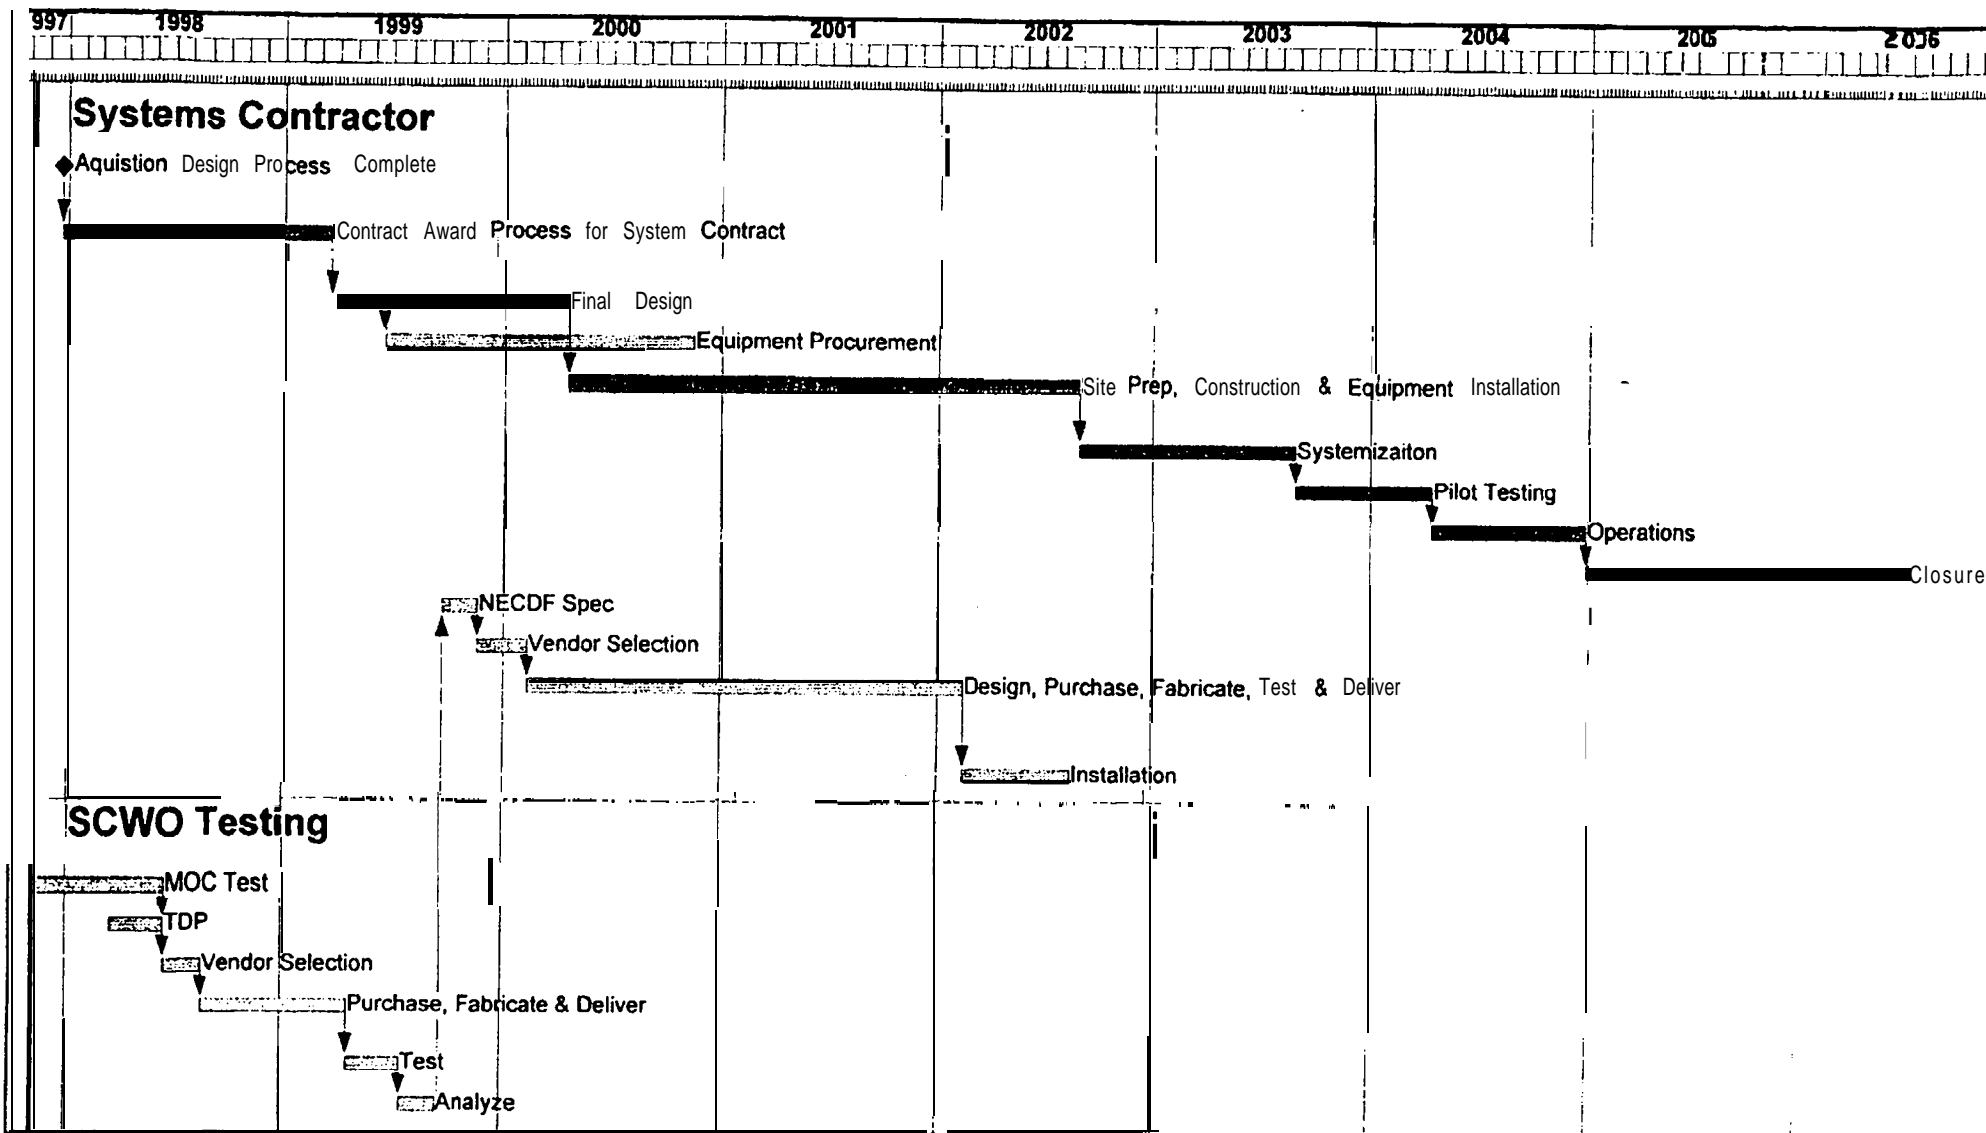 997 1998 1999 2000 2001 2002 2003 2004 2005 2006
Systems Contractor
Aquistion Design Process Complete
Contract Award Process for System Contract
Final Design
Equipment Procurement
Site Prep, Construction & Equipment Installation
Systemizaiton
Pilot Testing
Operations
Closure
NECDF Spec
Vendor Selection
Design, Purchase, Fabricate, Test & Deliver
Installation
SCWO Testing
MOC Test
TDP
Vendor Selection
Purchase, Fabricate & Deliver
Test
Analyze